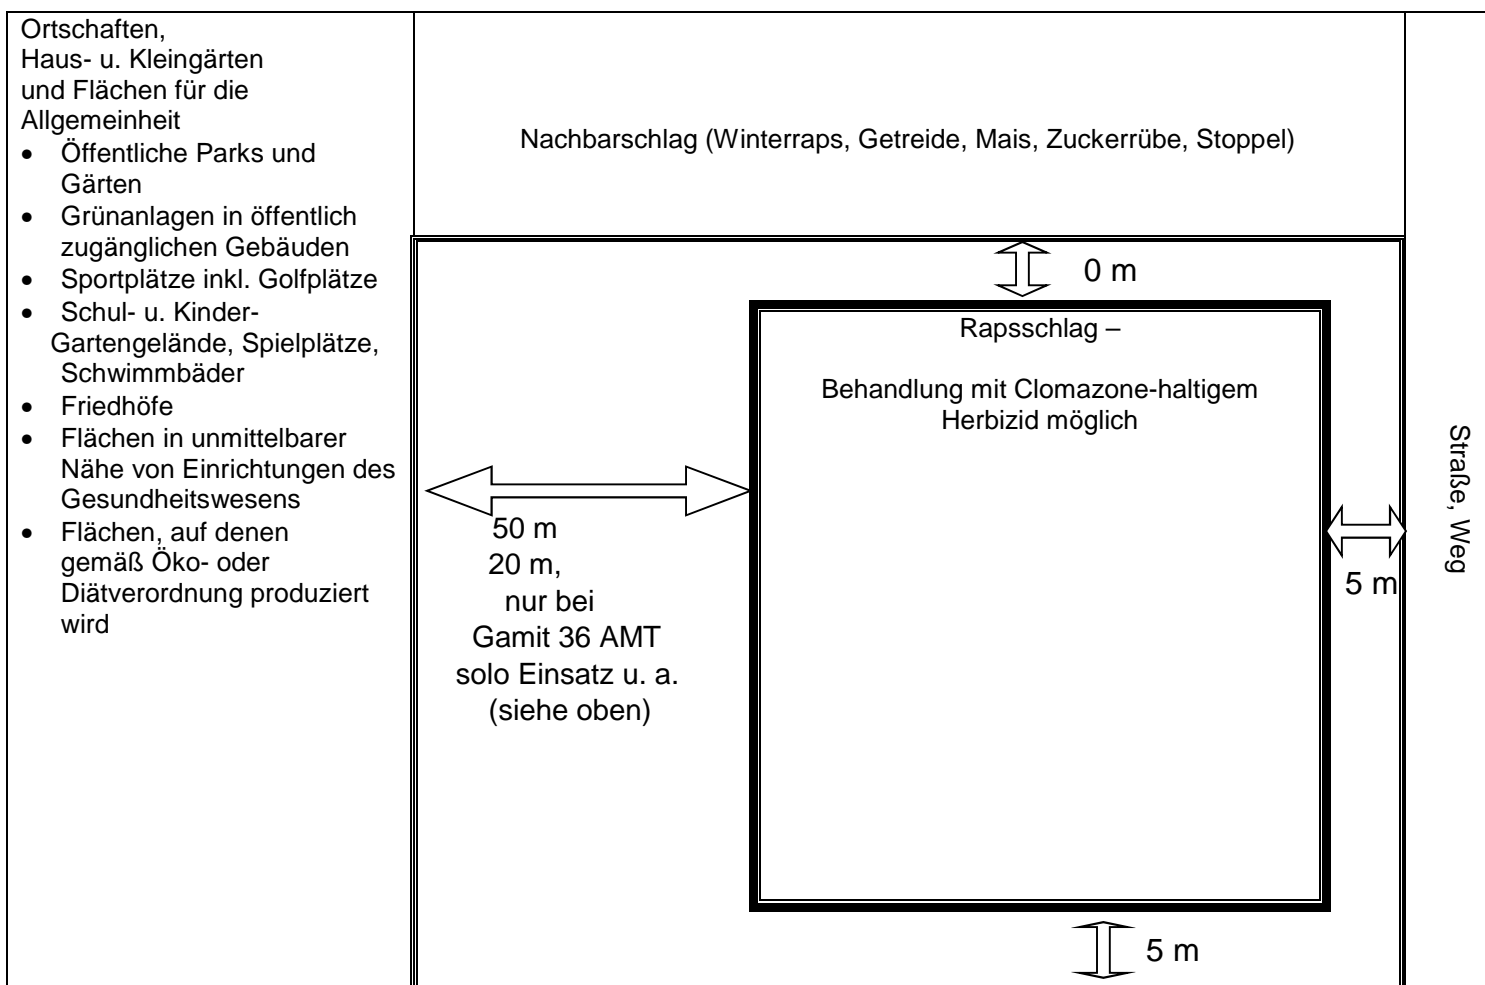 Ortschaften,
Haus- u. Kleingärten
und Flächen für die
Allgemeinheit
• Öffentliche Parks und
Gärten
• Grünanlagen in öffentlich
zugänglichen Gebäuden
• Sportplätze inkl. Golfplätze
• Schul- u. Kinder-
Gartengelände, Spielplätze,
Schwimmbäder
• Friedhöfe
• Flächen in unmittelbarer
Nähe von Einrichtungen des
Gesundheitswesens
• Flächen, auf denen
gemäß Öko- oder
Diätverordnung produziert
wird
Nachbarschlag (Winterraps, Getreide, Mais, Zuckerrübe, Stoppel)
0 m
Rapsschlag –
Behandlung mit Clomazone-haltigem
Herbizid möglich
50 m
20 m,
nur bei
Gamit 36 AMT
solo Einsatz u. a.
(siehe oben)
5 m
Straße, Weg
5 m